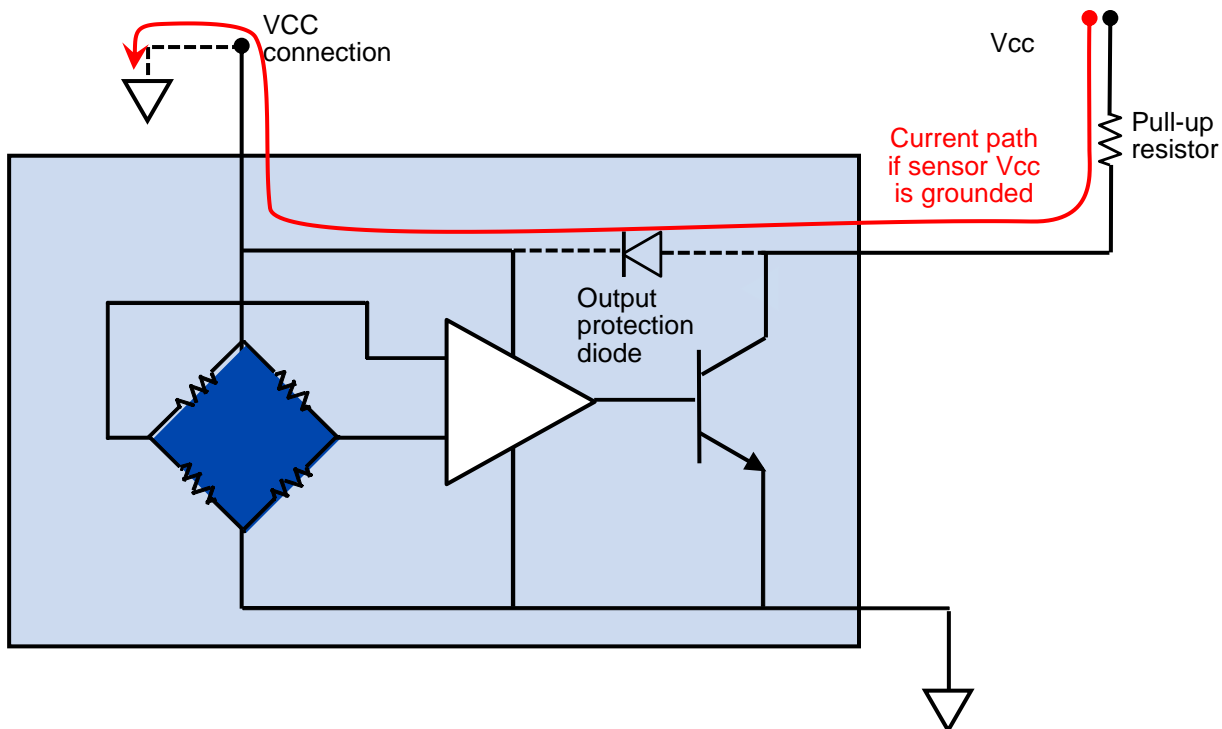 VCC
connection
Vcc
Pull-up
resistor
Current path
if sensor Vcc
is grounded
Output
protection
diode